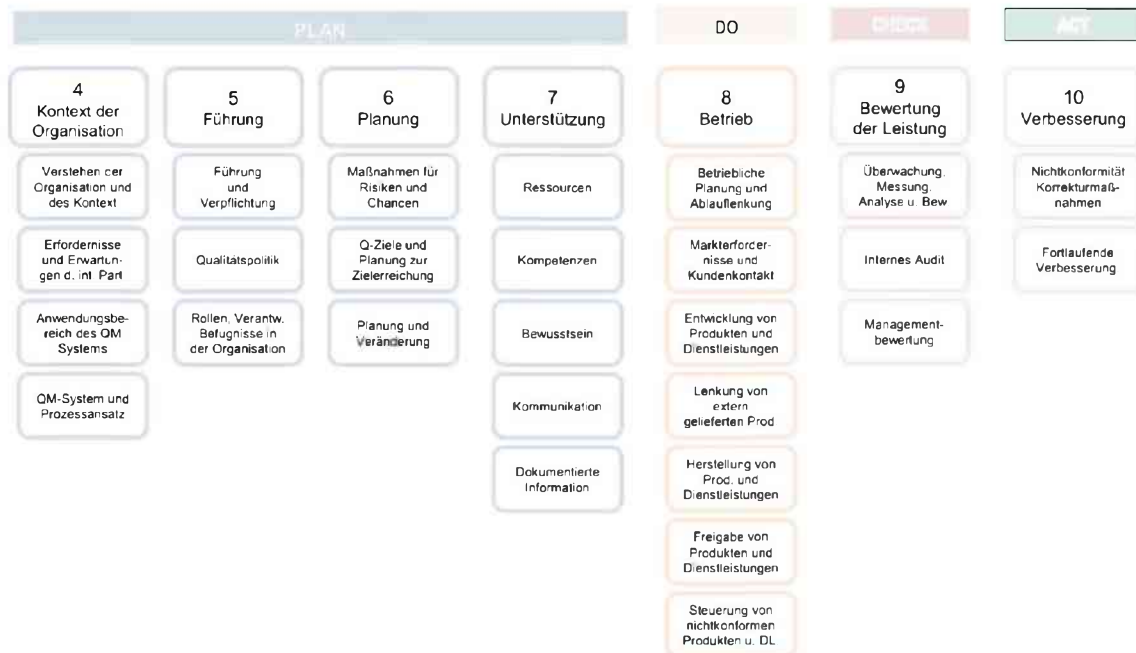 PLAN
DO
CHECK
ACT
4
Kontext der
Organisation
5
Führung
6
Planung
7
Unterstützung
8
Betrieb
9
Bewertung
der Leistung
10
Verbesserung
Verstehen der
Organisation und
des Kontext
Erfordernisse
und Erwartun-
gen d. int. Part
Anwendungsbe-
reich des QM
Systems
QM-System und
Prozessansatz
Führung
und
Verpflichtung
Qualitätspolitik
Rollen, Verantw.
Befugnisse in
der Organisation
Maßnahmen für
Risiken und
Chancen
Q-Ziele und
Planung zur
Zielerreichung
Planung und
Veränderung
Ressourcen
Kompetenzen
Bewusstsein
Kommunikation
Dokumentierte
Information
Betriebliche
Planung und
Ablauflenkung
Markterforder-
nisse und
Kundenkontakt
Entwicklung von
Produkten und
Dienstleistungen
Lenkung von
extern
gelieferten Prod
Herstellung von
Prod. und
Dienstleistungen
Freigabe von
Produkten und
Dienstleistungen
Steuerung von
nichtkonformen
Produkten u. DL
Überwachung,
Messung,
Analyse u. Bew
Internes Audit
Management-
bewertung
Nichtkonformität
Korrekturmaß-
nahmen
Fortlaufende
Verbesserung